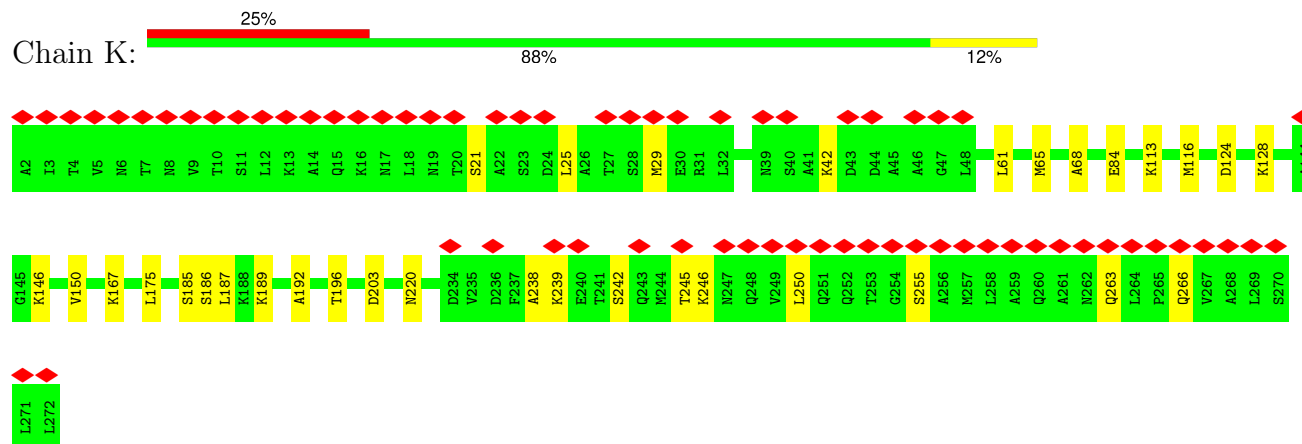 25%
Chain K:
88% 12%
A2 I3 T4 V5 N6 T7 N8 V9 T10 S11 L12 K13 A14 Q15 K16 N17 L18 N19 T20 S21 A22 S23 D24 L25 A26 T27 S28 M29 E30 R31 L32 N39 S40 A41 K42 D43 D44 A45 A46 G47 L48 L61 M65 A68 E84 K113 M116 D124 K128
G145 K146 V150 K167 L175 S185 S186 L187 K188 K189 A192 T196 D203 N220 D234 V235 D236 F237 A238 K239 E240 T241 S242 Q243 M244 T245 K246 N247 Q248 V249 L250 Q251 Q252 T253 G254 S255 A256 M257 L258 A259 Q260 A261 N262 Q263 L264 P265 Q266 V267 A268 L269 S270
L271 L272